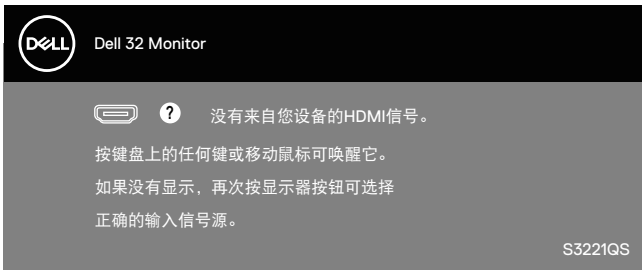 DELL
Dell 32 Monitor
? 没有来自您设备的HDMI信号。
按键盘上的任何键或移动鼠标可唤醒它。
如果没有显示，再次按显示器按钮可选择
正确的输入信号源。
S3221QS